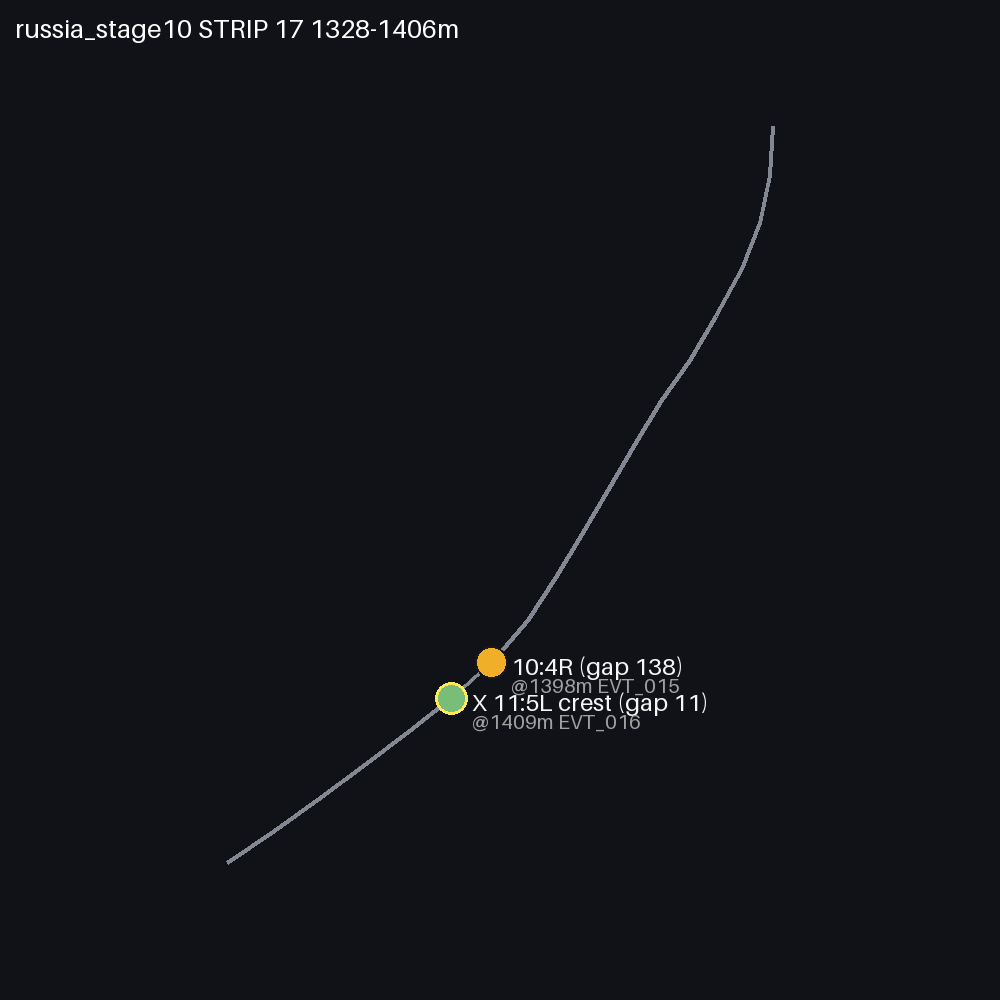 russia_stage10 STRIP 17 1328-1406m
10:4R (gap 138)
@1398m EVT_015
X 11:5L crest (gap 11)
@1409m EVT_016